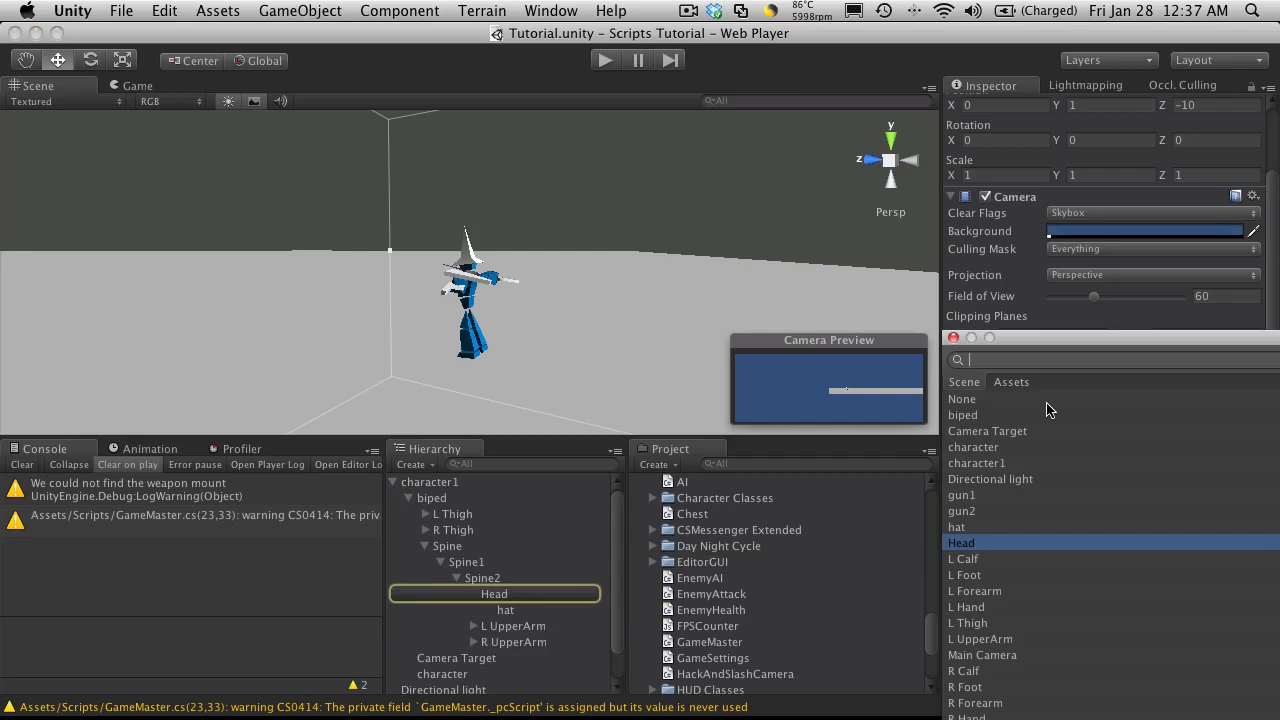 Unity File Edit Assets GameObject Component Terrain Window Help 86°C 5998rpm (Charged) Fri Jan 28 12:37 AM
Tutorial.unity – Scripts Tutorial – Web Player
Center Global Layers Layout
Scene Game
Textured RGB All
y
z
Persp
Camera Preview
Inspector Lightmapping Occl. Culling
X 0 Y 1 Z -10
Rotation
X 0 Y 0 Z 0
Scale
X 1 Y 1 Z 1
Camera
Clear Flags Skybox
Background
Culling Mask Everything
Projection Perspective
Field of View 60
Clipping Planes
Scene Assets
None
biped
Camera Target
character
character1
Directional light
gun1
gun2
hat
Head
L Calf
L Foot
L Forearm
L Hand
L Thigh
L UpperArm
Main Camera
R Calf
R Foot
R Forearm
R Hand
Console Animation Profiler
Clear Collapse Clear on play Error pause Open Player Log Open Editor Lo
We could not find the weapon mount
UnityEngine.Debug:LogWarning(Object)
Assets/Scripts/GameMaster.cs(23,33): warning CS0414: The priv
2
Hierarchy
Create All
character1
biped
L Thigh
R Thigh
Spine
Spine1
Spine2
Head
hat
L UpperArm
R UpperArm
Camera Target
character
Directional light
Project
Create All
AI
Character Classes
Chest
CSMessenger Extended
Day Night Cycle
EditorGUI
EnemyAI
EnemyAttack
EnemyHealth
FPSCounter
GameMaster
GameSettings
HackAndSlashCamera
HUD Classes
Assets/Scripts/GameMaster.cs(23,33): warning CS0414: The private field `GameMaster._pcScript' is assigned but its value is never used